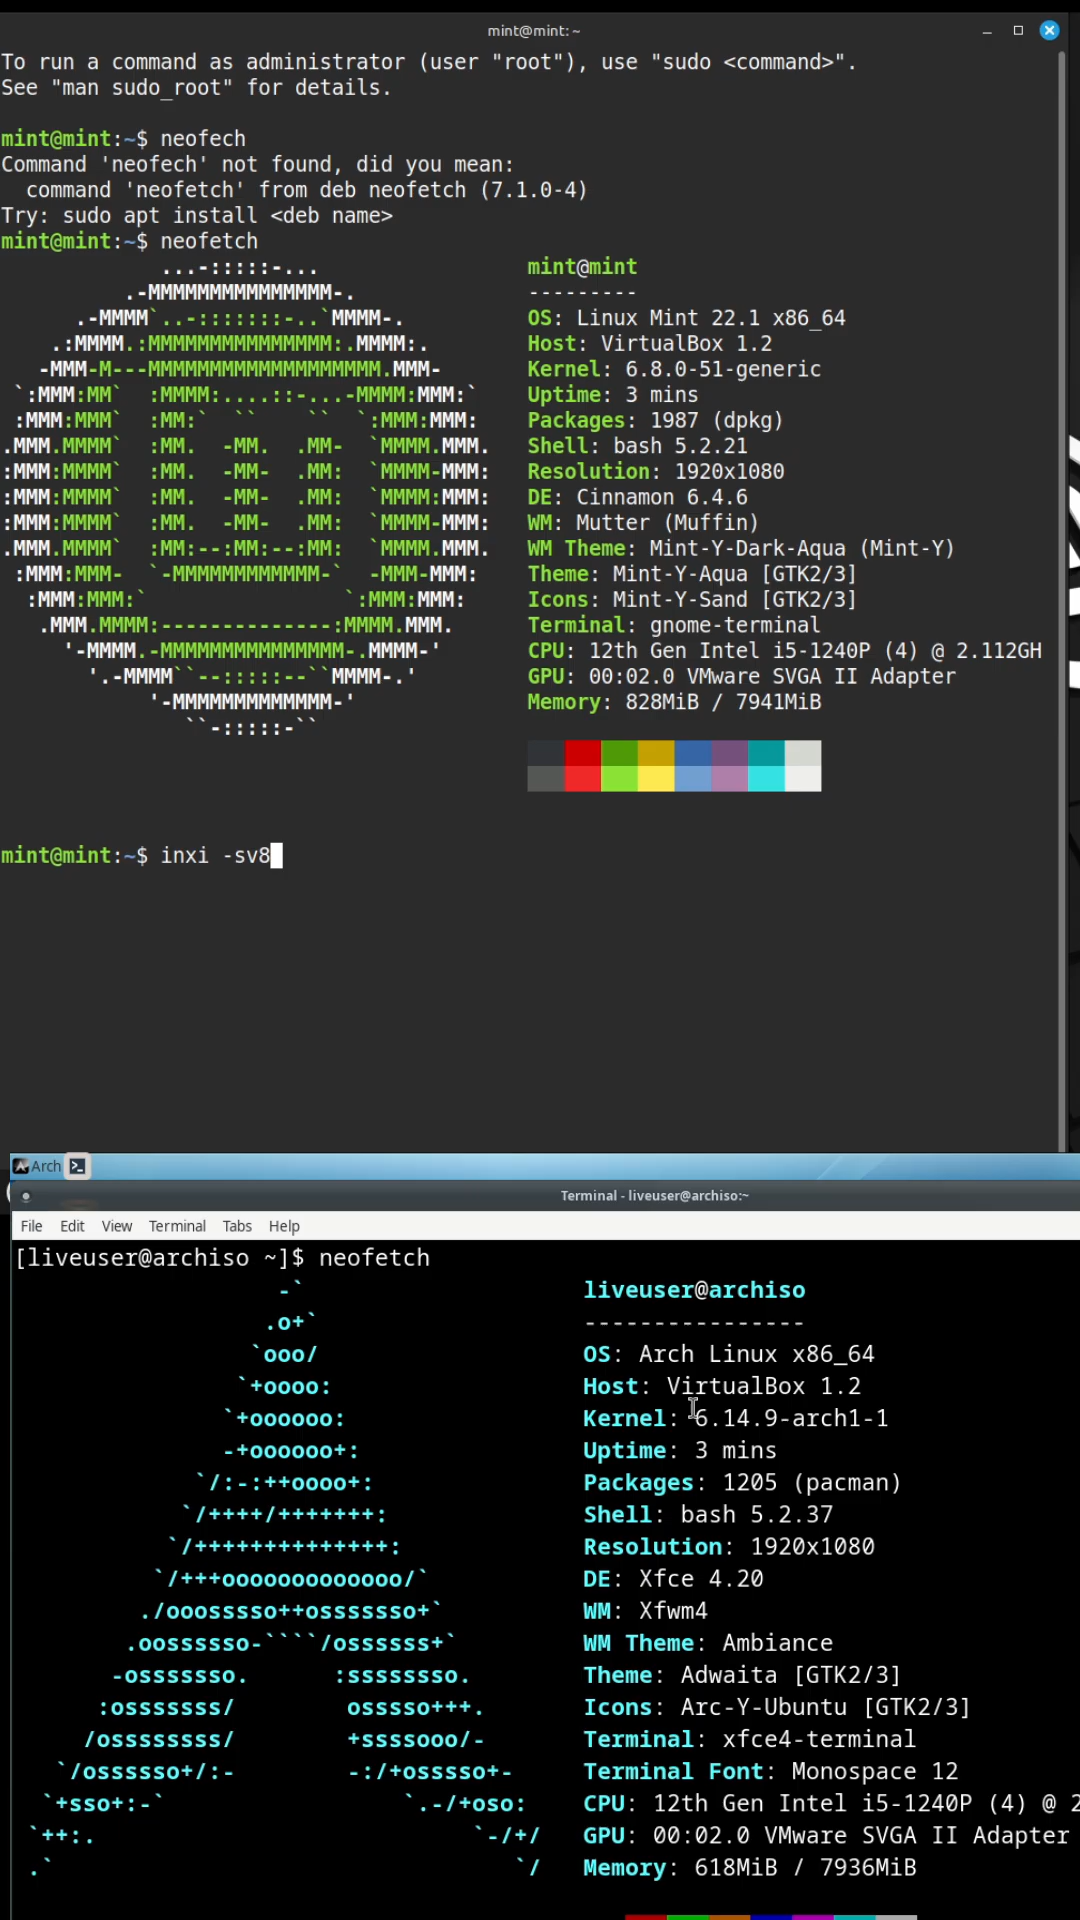 mint@mint: ~
To run a command as administrator (user "root"), use "sudo <command>".
See "man sudo_root" for details.
mint@mint:~$ neofech
Command 'neofech' not found, did you mean:
  command 'neofetch' from deb neofetch (7.1.0-4)
Try: sudo apt install <deb name>
mint@mint:~$ neofetch
mint@mint
---------
OS: Linux Mint 22.1 x86_64
Host: VirtualBox 1.2
Kernel: 6.8.0-51-generic
Uptime: 3 mins
Packages: 1987 (dpkg)
Shell: bash 5.2.21
Resolution: 1920x1080
DE: Cinnamon 6.4.6
WM: Mutter (Muffin)
WM Theme: Mint-Y-Dark-Aqua (Mint-Y)
Theme: Mint-Y-Aqua [GTK2/3]
Icons: Mint-Y-Sand [GTK2/3]
Terminal: gnome-terminal
CPU: 12th Gen Intel i5-1240P (4) @ 2.112GH
GPU: 00:02.0 VMware SVGA II Adapter
Memory: 828MiB / 7941MiB
mint@mint:~$ inxi -sv8
Arch
Terminal - liveuser@archiso:~
File Edit View Terminal Tabs Help
[liveuser@archiso ~]$ neofetch
liveuser@archiso
----------------
OS: Arch Linux x86_64
Host: VirtualBox 1.2
Kernel: 6.14.9-arch1-1
Uptime: 3 mins
Packages: 1205 (pacman)
Shell: bash 5.2.37
Resolution: 1920x1080
DE: Xfce 4.20
WM: Xfwm4
WM Theme: Ambiance
Theme: Adwaita [GTK2/3]
Icons: Arc-Y-Ubuntu [GTK2/3]
Terminal: xfce4-terminal
Terminal Font: Monospace 12
CPU: 12th Gen Intel i5-1240P (4) @ 2
GPU: 00:02.0 VMware SVGA II Adapter
Memory: 618MiB / 7936MiB